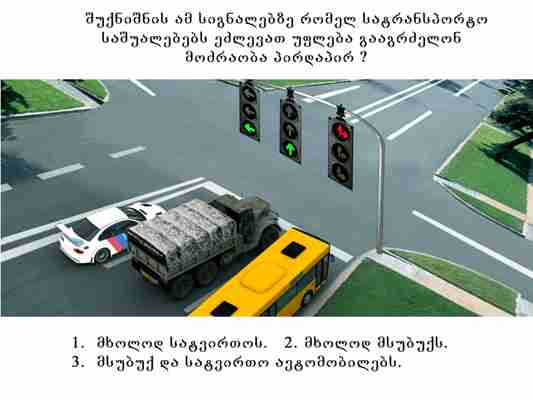 შუქნიშნის ამ სიგნალებზე რომელ სატრანსპორტო
საშუალებებს ეძლევათ უფლება გააგრძელონ
მოძრაობა პირდაპირ ?
1. მხოლოდ სატვირთოს. 2. მხოლოდ მსუბუქს.
3. მსუბუქ და სატვირთო ავტომობილებს.